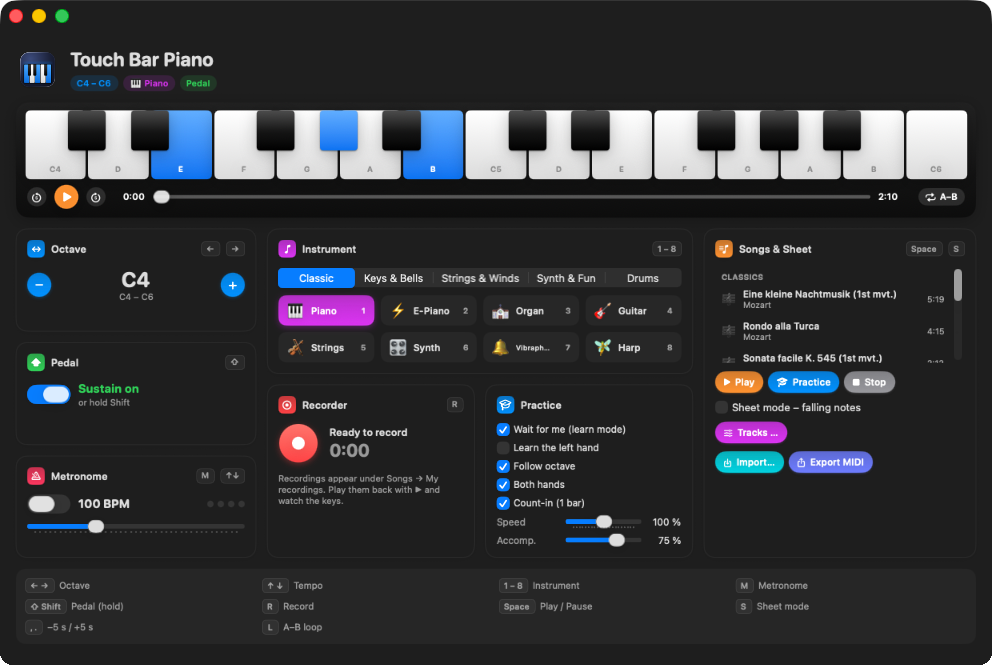 Touch Bar Piano
C4 – C6 Piano Pedal
C4 D E F G A B C5 D E F G A B C6
0:00 2:10 A–B
Octave ← →
− C4 +
C4 – C6
Pedal
Sustain on
or hold Shift
Metronome M ↑↓
100 BPM
Instrument 1 – 8
Classic Keys & Bells Strings & Winds Synth & Fun Drums
Piano 1 E-Piano 2 Organ 3 Guitar 4
Strings 5 Synth 6 Vibraph... 7 Harp 8
Recorder R
Ready to record
0:00
Recordings appear under Songs → My
recordings. Play them back with ▶ and
watch the keys.
Practice
Wait for me (learn mode)
Learn the left hand
Follow octave
Both hands
Count-in (1 bar)
Speed 100 %
Accomp. 75 %
Songs & Sheet Space S
CLASSICS
Eine kleine Nachtmusik (1st mvt.)
Mozart 5:19
Rondo alla Turca
Mozart 4:15
Sonata facile K. 545 (1st mvt.)
Play Practice Stop
Sheet mode – falling notes
Tracks ...
Import... Export MIDI
← → Octave ↑ ↓ Tempo 1 – 8 Instrument M Metronome
⇧ Shift Pedal (hold) R Record Space Play / Pause S Sheet mode
, . −5 s / +5 s L A–B loop